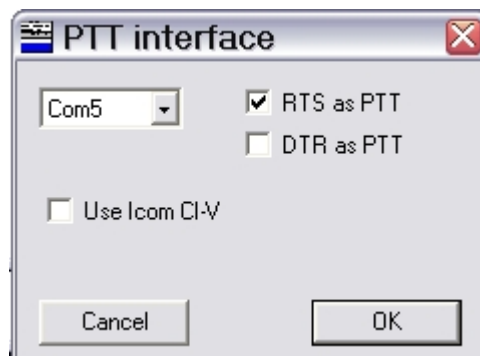 PTT interface
Com5
RTS as PTT
DTR as PTT
Use Icom CI-V
Cancel
OK